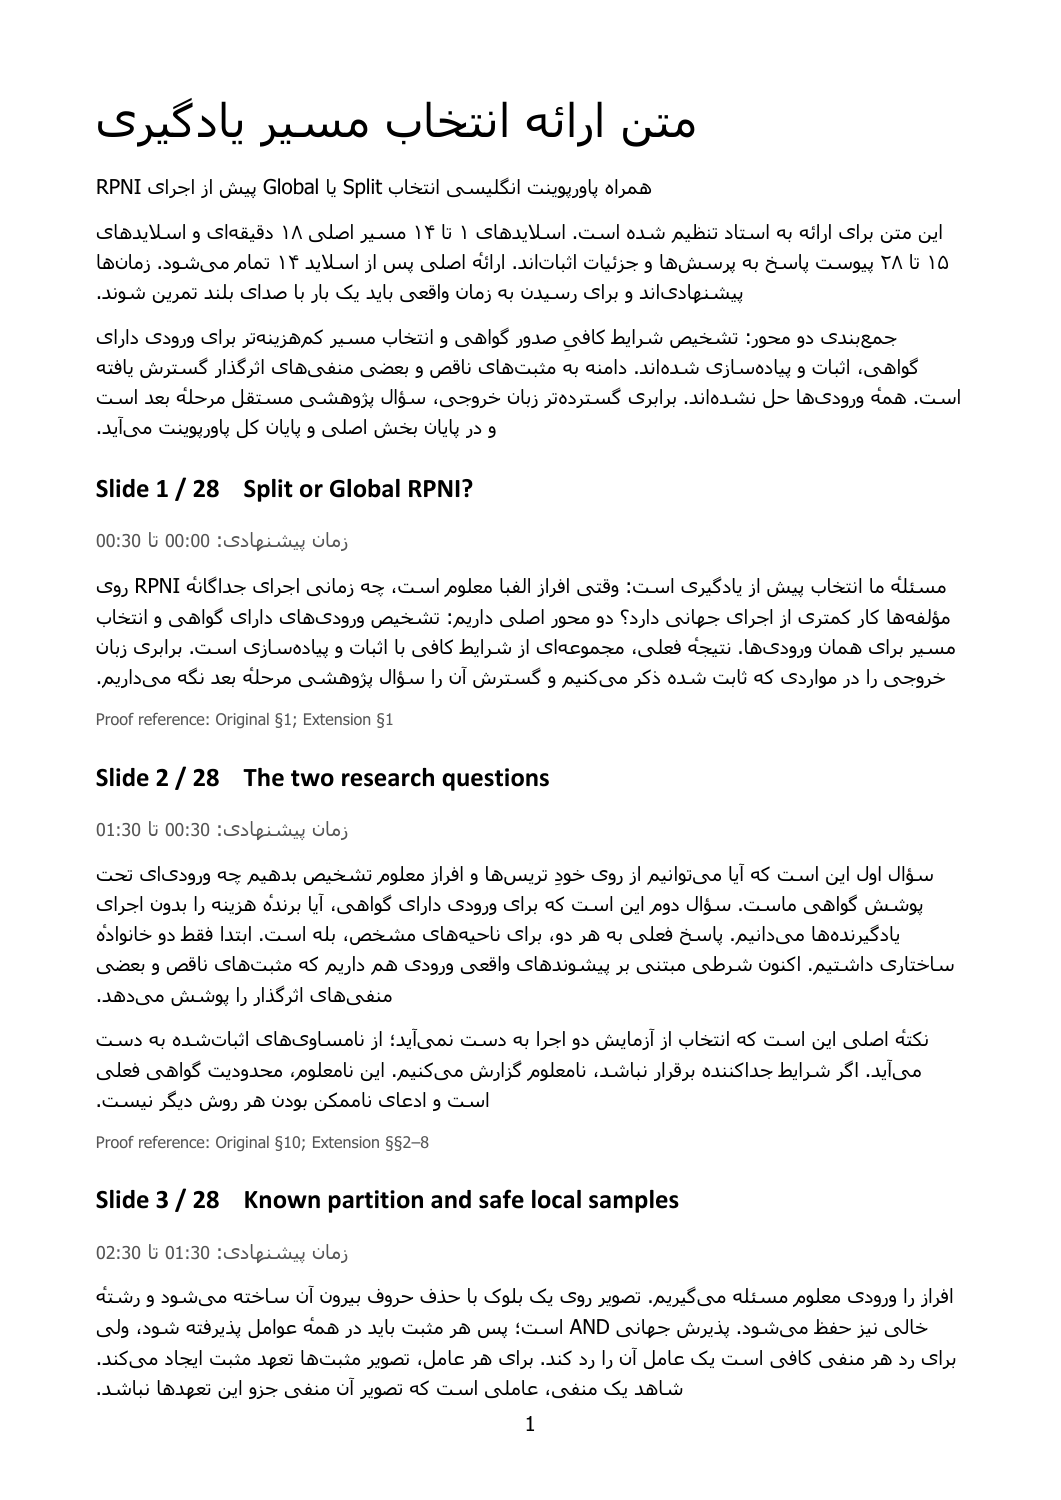 متن ارائه انتخاب مسیر یادگیری
همراه پاورپوینت انگلیسی انتخاب Split یا Global پیش از اجرای RPNI
این متن برای ارائه به استاد تنظیم شده است. اسلایدهای ۱ تا ۱۴ مسیر اصلی ۱۸ دقیقه‌ای و اسلایدهای
۱۵ تا ۲۸ پیوست پاسخ به پرسش‌ها و جزئیات اثبات‌اند. ارائهٔ اصلی پس از اسلاید ۱۴ تمام می‌شود. زمان‌ها
پیشنهادی‌اند و برای رسیدن به زمان واقعی باید یک بار با صدای بلند تمرین شوند.
جمع‌بندی دو محور: تشخیص شرایط کافیِ صدور گواهی و انتخاب مسیر کم‌هزینه‌تر برای ورودی دارای
گواهی، اثبات و پیاده‌سازی شده‌اند. دامنه به مثبت‌های ناقص و بعضی منفی‌های اثرگذار گسترش یافته
است. همهٔ ورودی‌ها حل نشده‌اند. برابری گسترده‌تر زبان خروجی، سؤال پژوهشی مستقل مرحلهٔ بعد است
و در پایان بخش اصلی و پایان کل پاورپوینت می‌آید.
Slide 1 / 28 Split or Global RPNI?
زمان پیشنهادی: 00:00 تا 00:30
مسئلهٔ ما انتخاب پیش از یادگیری است: وقتی افراز الفبا معلوم است، چه زمانی اجرای جداگانهٔ RPNI روی
مؤلفه‌ها کار کمتری از اجرای جهانی دارد؟ دو محور اصلی داریم: تشخیص ورودی‌های دارای گواهی و انتخاب
مسیر برای همان ورودی‌ها. نتیجهٔ فعلی، مجموعه‌ای از شرایط کافی با اثبات و پیاده‌سازی است. برابری زبان
خروجی را در مواردی که ثابت شده ذکر می‌کنیم و گسترش آن را سؤال پژوهشی مرحلهٔ بعد نگه می‌داریم.
Proof reference: Original §1; Extension §1
Slide 2 / 28 The two research questions
زمان پیشنهادی: 00:30 تا 01:30
سؤال اول این است که آیا می‌توانیم از روی خودِ تریس‌ها و افراز معلوم تشخیص بدهیم چه ورودی‌ای تحت
پوشش گواهی ماست. سؤال دوم این است که برای ورودی دارای گواهی، آیا برندهٔ هزینه را بدون اجرای
یادگیرنده‌ها می‌دانیم. پاسخ فعلی به هر دو، برای ناحیه‌های مشخص، بله است. ابتدا فقط دو خانوادهٔ
ساختاری داشتیم. اکنون شرطی مبتنی بر پیشوندهای واقعی ورودی هم داریم که مثبت‌های ناقص و بعضی
منفی‌های اثرگذار را پوشش می‌دهد.
نکتهٔ اصلی این است که انتخاب از آزمایش دو اجرا به دست نمی‌آید؛ از نامساوی‌های اثبات‌شده به دست
می‌آید. اگر شرایط جداکننده برقرار نباشد، نامعلوم گزارش می‌کنیم. این نامعلوم، محدودیت گواهی فعلی
است و ادعای ناممکن بودن هر روش دیگر نیست.
Proof reference: Original §10; Extension §§2–8
Slide 3 / 28 Known partition and safe local samples
زمان پیشنهادی: 01:30 تا 02:30
افراز را ورودی معلوم مسئله می‌گیریم. تصویر روی یک بلوک با حذف حروف بیرون آن ساخته می‌شود و رشتهٔ
خالی نیز حفظ می‌شود. پذیرش جهانی AND است؛ پس هر مثبت باید در همهٔ عوامل پذیرفته شود، ولی
برای رد هر منفی کافی است یک عامل آن را رد کند. برای هر عامل، تصویر مثبت‌ها تعهد مثبت ایجاد می‌کند.
شاهد یک منفی، عاملی است که تصویر آن منفی جزو این تعهدها نباشد.
1